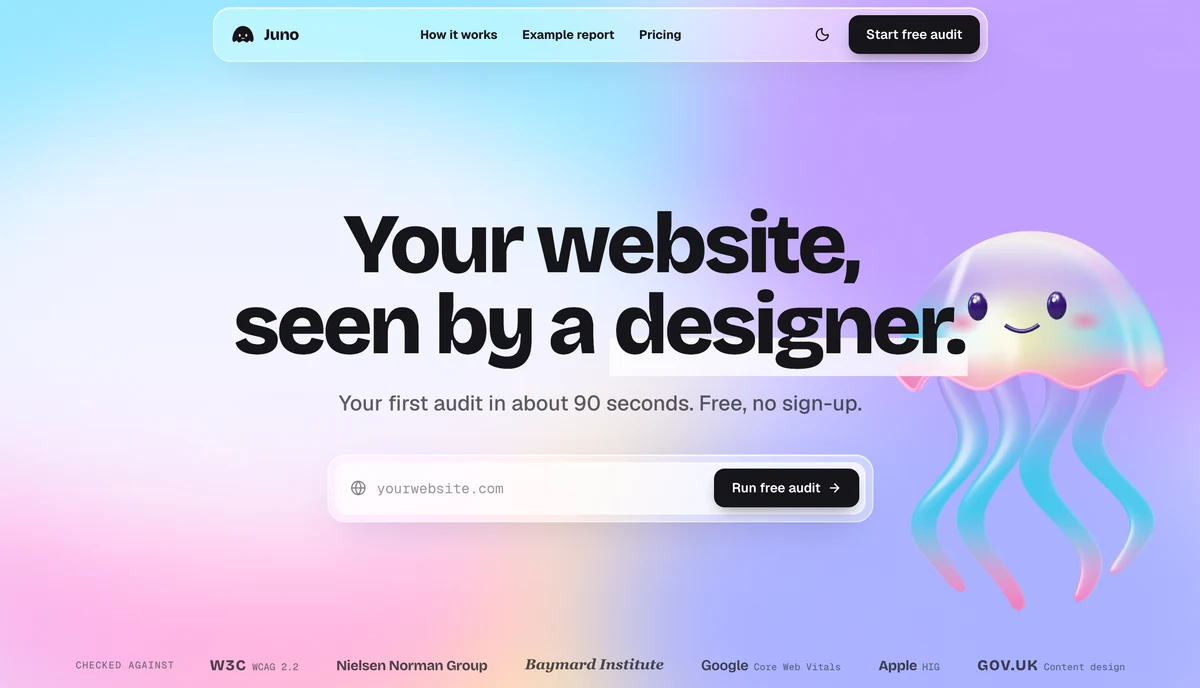 Juno
How it works
Example report
Pricing
Start free audit
Your website,
seen by a designer.
Your first audit in about 90 seconds. Free, no sign-up.
yourwebsite.com
Run free audit →
CHECKED AGAINST
W3C WCAG 2.2
Nielsen Norman Group
Baymard Institute
Google Core Web Vitals
Apple HIG
GOV.UK Content design